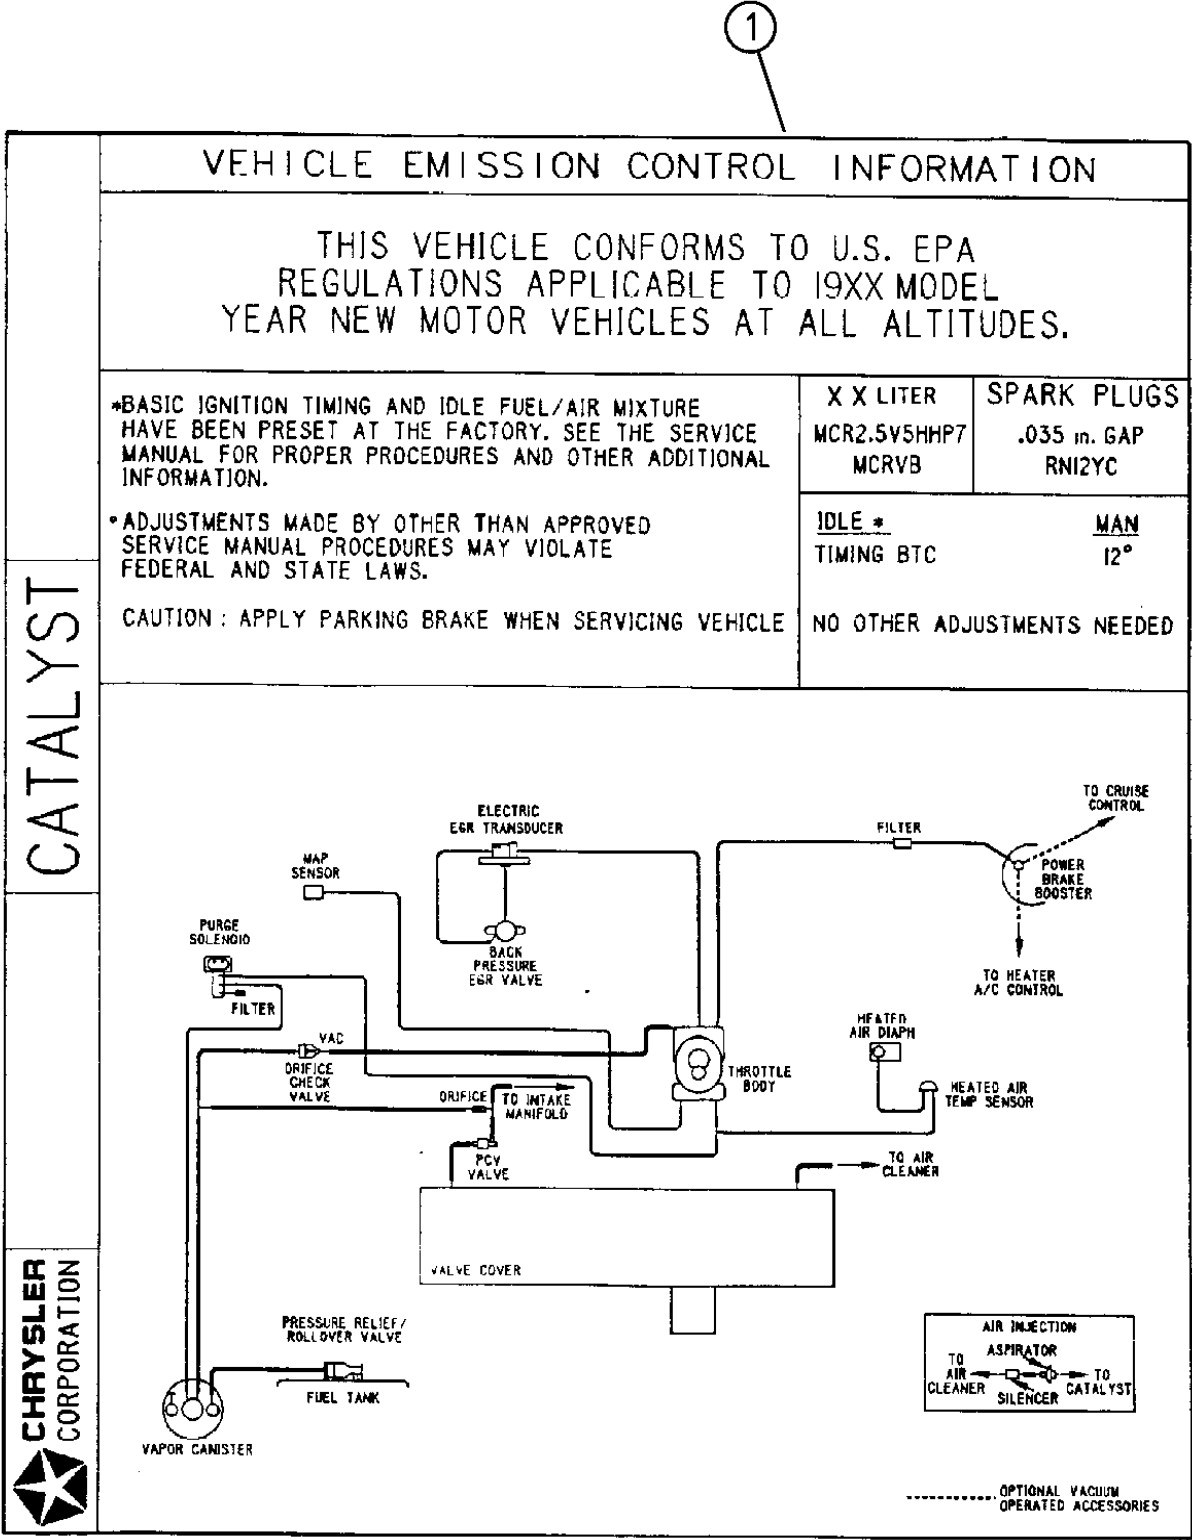 1
VEHICLE EMISSION CONTROL INFORMATION
THIS VEHICLE CONFORMS TO U.S. EPA
REGULATIONS APPLICABLE TO 19XX MODEL
YEAR NEW MOTOR VEHICLES AT ALL ALTITUDES.
*BASIC IGNITION TIMING AND IDLE FUEL/AIR MIXTURE
HAVE BEEN PRESET AT THE FACTORY. SEE THE SERVICE
MANUAL FOR PROPER PROCEDURES AND OTHER ADDITIONAL
INFORMATION.
•ADJUSTMENTS MADE BY OTHER THAN APPROVED
SERVICE MANUAL PROCEDURES MAY VIOLATE
FEDERAL AND STATE LAWS.
CAUTION : APPLY PARKING BRAKE WHEN SERVICING VEHICLE
X X LITER
MCR2.5V5HHP7
MCRVB
SPARK PLUGS
.035 in. GAP
RN12YC
IDLE * MAN
TIMING BTC 12°
NO OTHER ADJUSTMENTS NEEDED
CATALYST
CHRYSLER
CORPORATION
TO CRUISE
CONTROL
ELECTRIC
EGR TRANSDUCER
FILTER
MAP
SENSOR
POWER
BRAKE
BOOSTER
PURGE
SOLENOID
BACK
PRESSURE
EGR VALVE
TO HEATER
A/C CONTROL
FILTER
HEATED
AIR DIAPH
VAC
ORIFICE
CHECK
VALVE
THROTTLE
BODY
ORIFICE
TO INTAKE
MANIFOLD
HEATED AIR
TEMP SENSOR
PCV
VALVE
TO AIR
CLEANER
VALVE COVER
PRESSURE RELIEF/
ROLLOVER VALVE
FUEL TANK
VAPOR CANISTER
AIR INJECTION
ASPIRATOR
TO
AIR
CLEANER
SILENCER
TO
CATALYST
OPTIONAL VACUUM
OPERATED ACCESSORIES